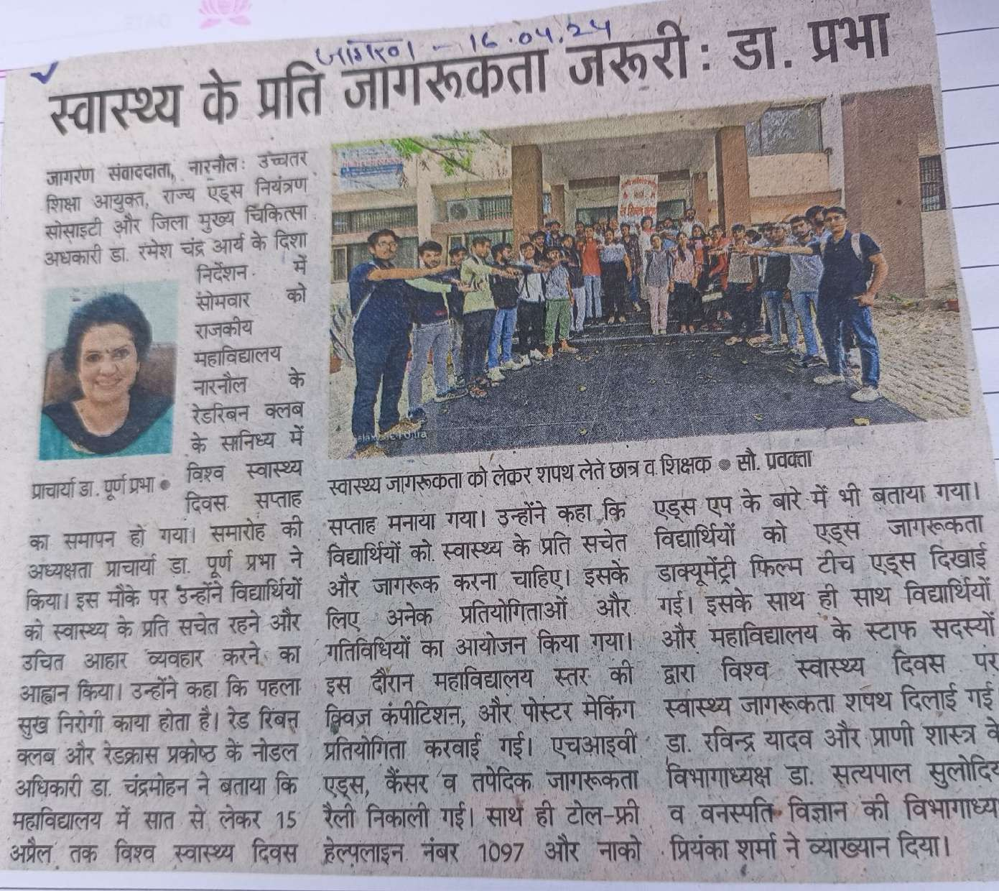 जागरण - 16.04.24
स्वास्थ्य के प्रति जागरूकता जरूरी: डा. प्रभा
जागरण संवाददाता, नारनौल: उच्चतर
शिक्षा आयुक्त, राज्य एड्स नियंत्रण
सोसाइटी और जिला मुख्य चिकित्सा
अधकारी डा. रमेश चंद्र आर्य के दिशा
निर्देशन में
सोमवार को
राजकीय
महाविद्यालय
नारनौल के
रेडरिबन क्लब
के सानिध्य में
विश्व स्वास्थ्य
दिवस सप्ताह
प्राचार्या डा. पूर्ण प्रभा ●
का समापन हो गया। समारोह की
अध्यक्षता प्राचार्या डा. पूर्ण प्रभा ने
किया। इस मौके पर उन्होंने विद्यार्थियों
को स्वास्थ्य के प्रति सचेत रहने और
उचित आहार व्यवहार करने का
आह्वान किया। उन्होंने कहा कि पहला
सुख निरोगी काया होता है। रेड रिबन
क्लब और रेडक्रास प्रकोष्ठ के नोडल
अधिकारी डा. चंद्रमोहन ने बताया कि
महाविद्यालय में सात से लेकर 15
अप्रैल तक विश्व स्वास्थ्य दिवस
स्वास्थ्य जागरूकता को लेकर शपथ लेते छात्र व शिक्षक ● सौ. प्रवक्ता
सप्ताह मनाया गया। उन्होंने कहा कि
विद्यार्थियों को स्वास्थ्य के प्रति सचेत
और जागरूक करना चाहिए। इसके
लिए अनेक प्रतियोगिताओं और
गतिविधियों का आयोजन किया गया।
इस दौरान महाविद्यालय स्तर की
क्विज कंपीटिशन, और पोस्टर मेकिंग
प्रतियोगिता करवाई गई। एचआइवी
एड्स, कैंसर व तपेदिक जागरूकता
रैली निकाली गई। साथ ही टोल-फ्री
हेल्पलाइन नंबर 1097 और नाको
एड्स एप के बारे में भी बताया गया।
विद्यार्थियों को एड्स जागरूकता
डाक्यूमेंट्री फिल्म टीच एड्स दिखाई
गई। इसके साथ ही साथ विद्यार्थियों
और महाविद्यालय के स्टाफ सदस्यों
द्वारा विश्व स्वास्थ्य दिवस पर
स्वास्थ्य जागरूकता शपथ दिलाई गई
डा. रविन्द्र यादव और प्राणी शास्त्र के
विभागाध्यक्ष डा. सत्यपाल सुलोदिय
व वनस्पति विज्ञान की विभागाध्य
प्रियंका शर्मा ने व्याख्यान दिया।